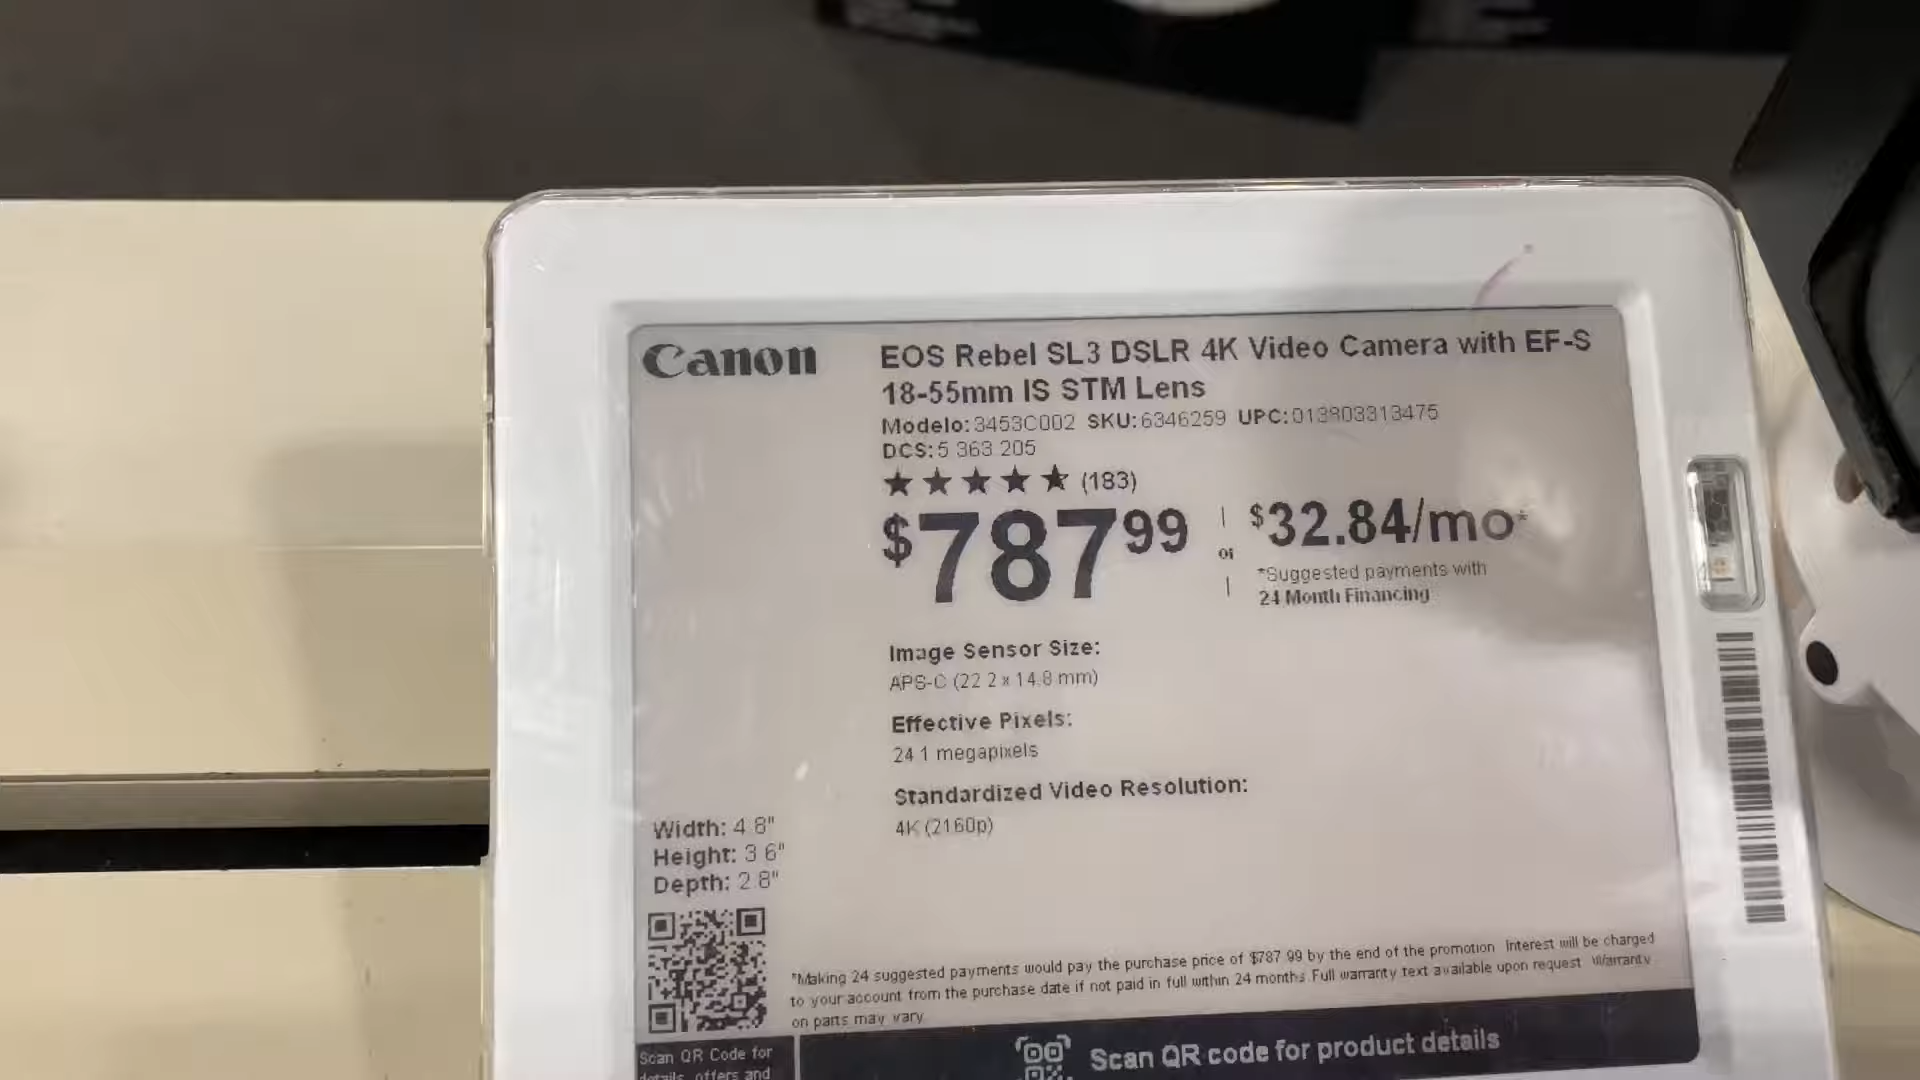 Canon
EOS Rebel SL3 DSLR 4K Video Camera with EF-S
18-55mm IS STM Lens
Modelo: 3453C002 SKU: 6346259 UPC: 013803313475
DCS: 5 363 205
(183)
$787 99
or
$32.84/mo*
*Suggested payments with
24 Month Financing
Image Sensor Size:
APS-C (22.2 x 14.8 mm)
Effective Pixels:
24.1 megapixels
Standardized Video Resolution:
4K (2160p)
Width: 4.8"
Height: 3.6"
Depth: 2.8"
*Making 24 suggested payments would pay the purchase price of $787.99 by the end of the promotion. Interest will be charged
to your account from the purchase date if not paid in full within 24 months. Full warranty text available upon request. Warranty
on parts may vary.
Scan QR Code for
details, offers and
Scan QR code for product details